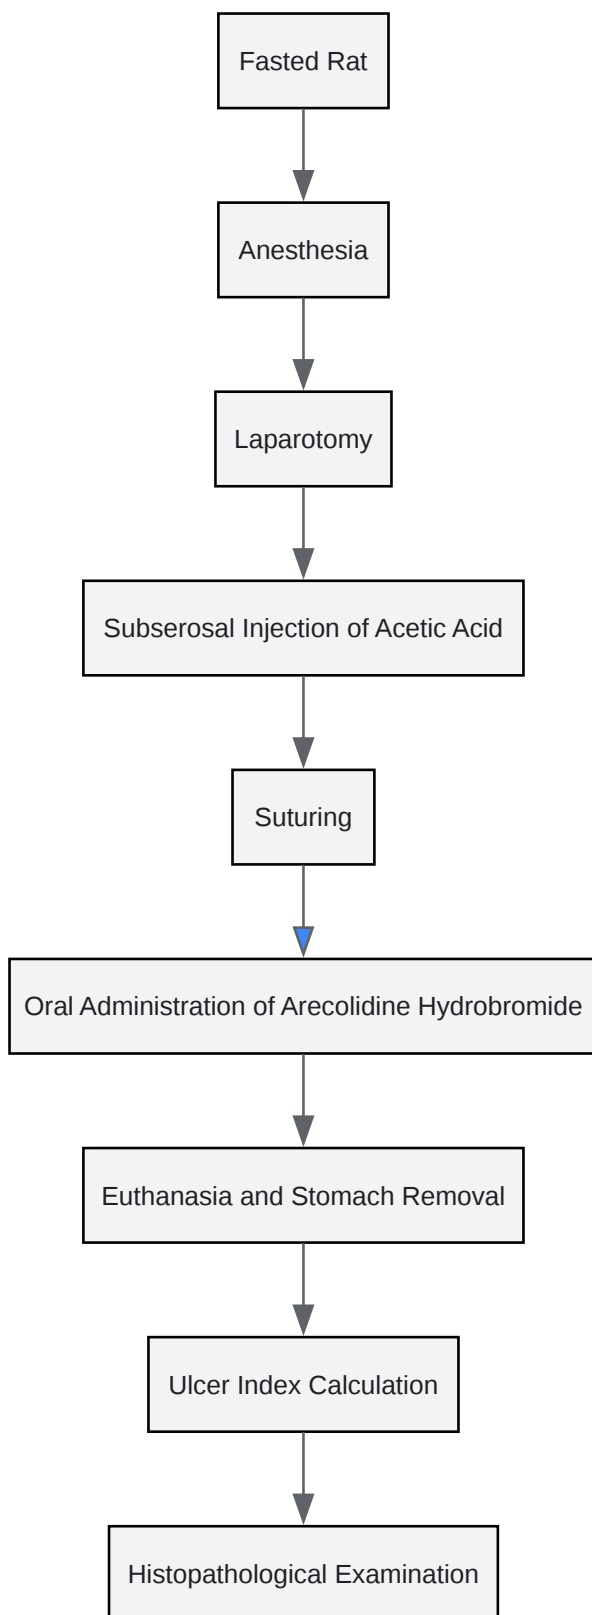 Fasted Rat
Anesthesia
Laparotomy
Subserosal Injection of Acetic Acid
Suturing
Oral Administration of Arecolidine Hydrobromide
Euthanasia and Stomach Removal
Ulcer Index Calculation
Histopathological Examination